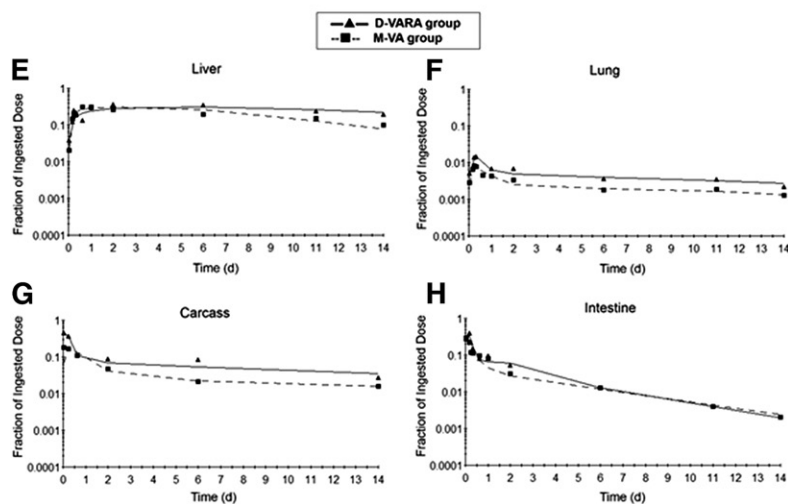 D-VARA group
M-VA group
E
Liver
Fraction of Ingested Dose
1
0.1
0.01
0.001
0.0001
0 1 2 3 4 5 6 7 8 9 10 11 12 13 14
Time (d)
F
Lung
Fraction of Ingested Dose
1
0.1
0.01
0.001
0.0001
0 1 2 3 4 5 6 7 8 9 10 11 12 13 14
Time (d)
G
Carcass
Fraction of Ingested Dose
1
0.1
0.01
0.001
0.0001
0 1 2 3 4 5 6 7 8 9 10 11 12 13 14
Time (d)
H
Intestine
Fraction of Ingested Dose
1
0.1
0.01
0.001
0.0001
0 1 2 3 4 5 6 7 8 9 10 11 12 13 14
Time (d)